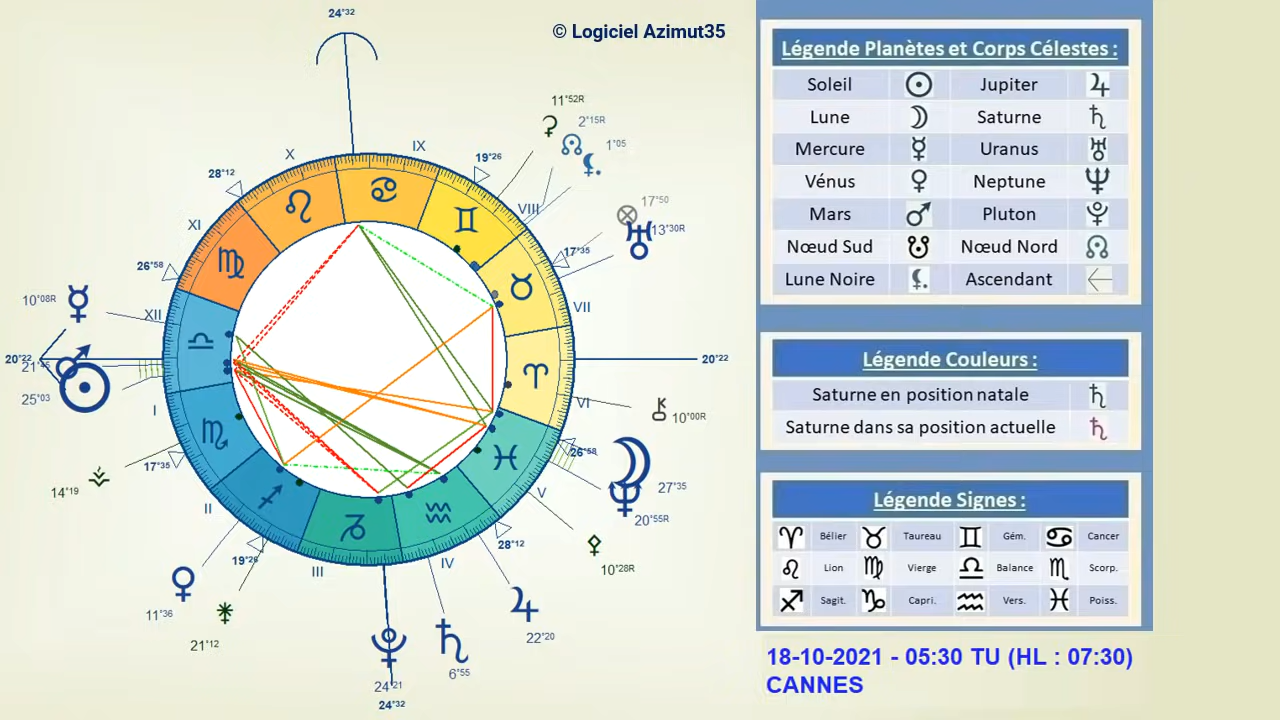 24°32
© Logiciel Azimut35
11°52R
2°15R
1°05
IX
19°26
X
28°12
VIII
17°50
13°30R
XI
17°35
26°58
10°08R
XII
VII
20°22
20°22
25°03
I
VI
10°00R
26°58
17°35
14°19
27°35
V
20°55R
II
28°12
19°26
IV
10°28R
III
11°36
21°12
22°20
6°55
24°32
Légende Planètes et Corps Célestes :
Soleil Jupiter
Lune Saturne
Mercure Uranus
Vénus Neptune
Mars Pluton
Nœud Sud Nœud Nord
Lune Noire Ascendant
Légende Couleurs :
Saturne en position natale
Saturne dans sa position actuelle
Légende Signes :
Bélier Taureau Gém. Cancer
Lion Vierge Balance Scorp.
Sagit. Capri. Vers. Poiss.
18-10-2021 - 05:30 TU (HL : 07:30)
CANNES